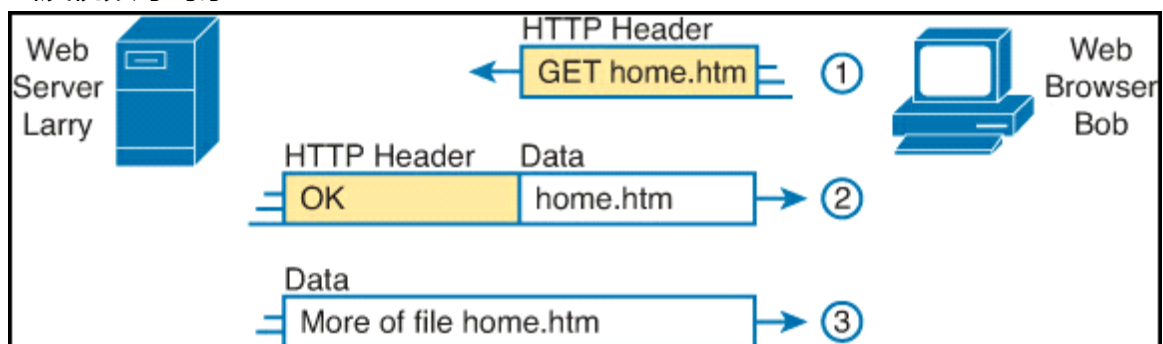 HTTP Header
Web Server Larry
GET home.htm
1
Web Browser Bob
HTTP Header Data
OK home.htm
2
Data
More of file home.htm
3